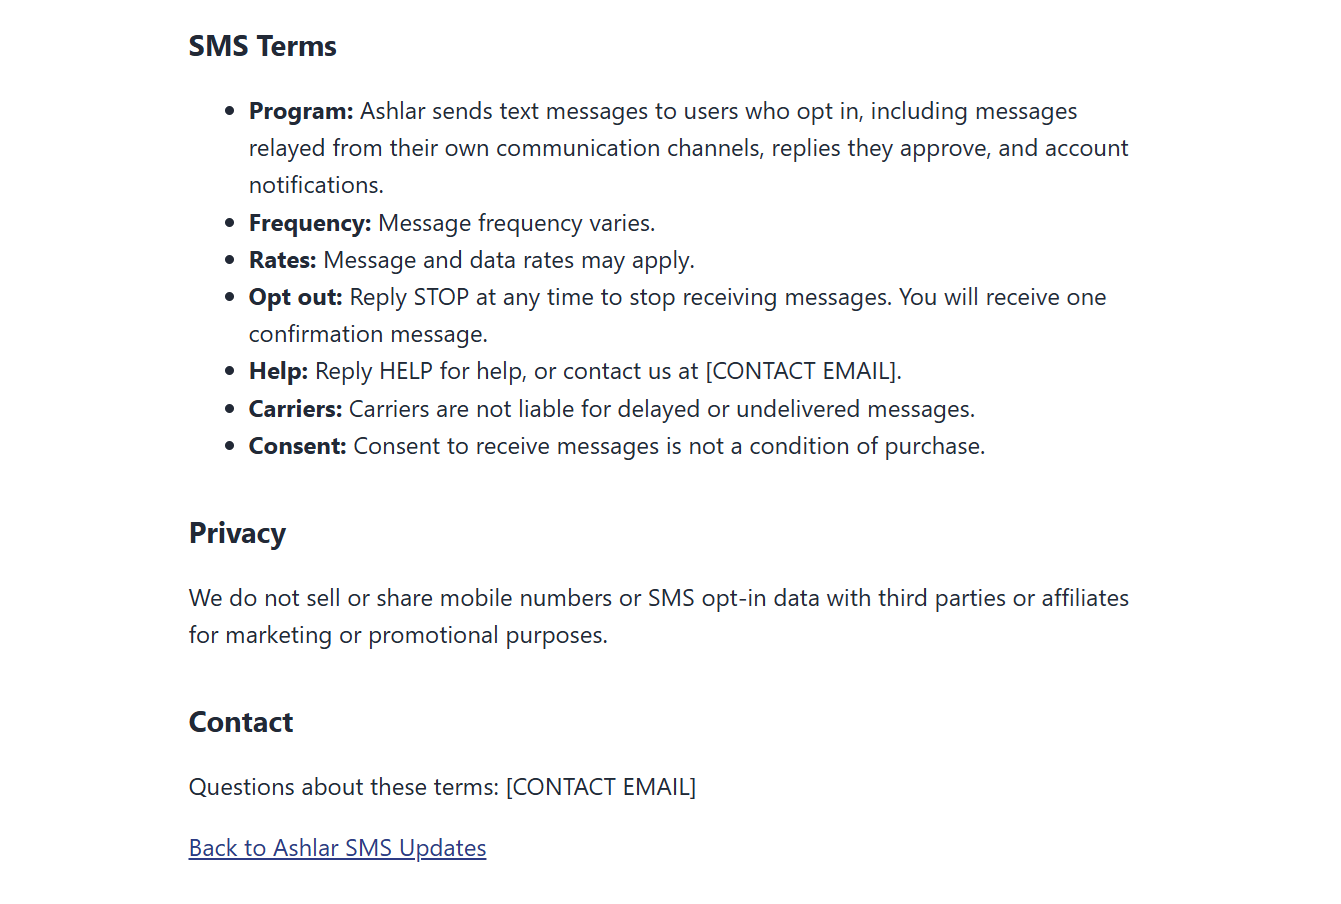 SMS Terms
• Program: Ashlar sends text messages to users who opt in, including messages
relayed from their own communication channels, replies they approve, and account
notifications.
• Frequency: Message frequency varies.
• Rates: Message and data rates may apply.
• Opt out: Reply STOP at any time to stop receiving messages. You will receive one
confirmation message.
• Help: Reply HELP for help, or contact us at [CONTACT EMAIL].
• Carriers: Carriers are not liable for delayed or undelivered messages.
• Consent: Consent to receive messages is not a condition of purchase.
Privacy
We do not sell or share mobile numbers or SMS opt-in data with third parties or affiliates
for marketing or promotional purposes.
Contact
Questions about these terms: [CONTACT EMAIL]
Back to Ashlar SMS Updates